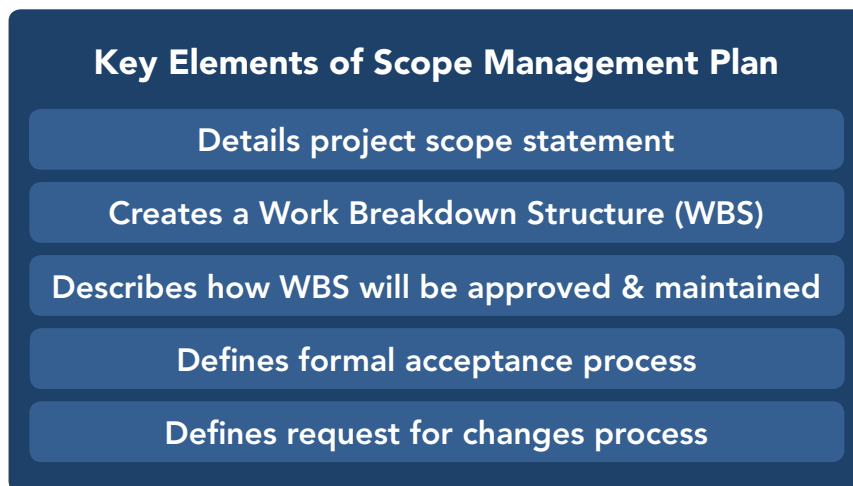 Key Elements of Scope Management Plan
Details project scope statement
Creates a Work Breakdown Structure (WBS)
Describes how WBS will be approved & maintained
Defines formal acceptance process
Defines request for changes process